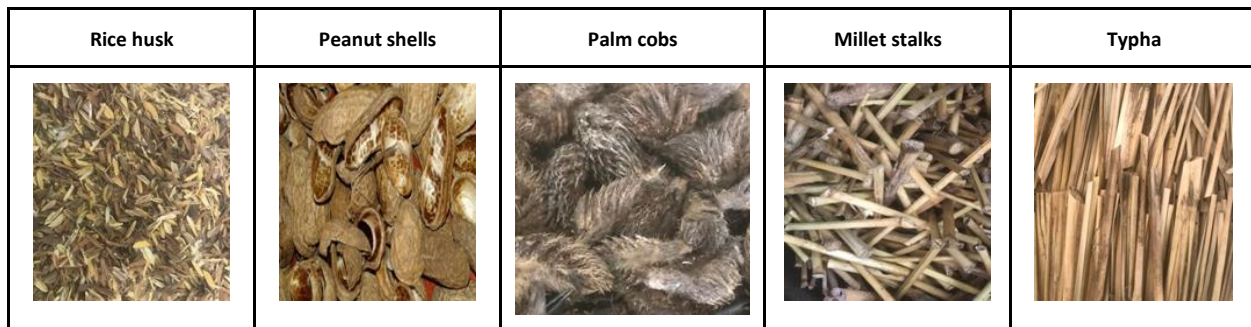 Rice husk
Peanut shells
Palm cobs
Millet stalks
Typha